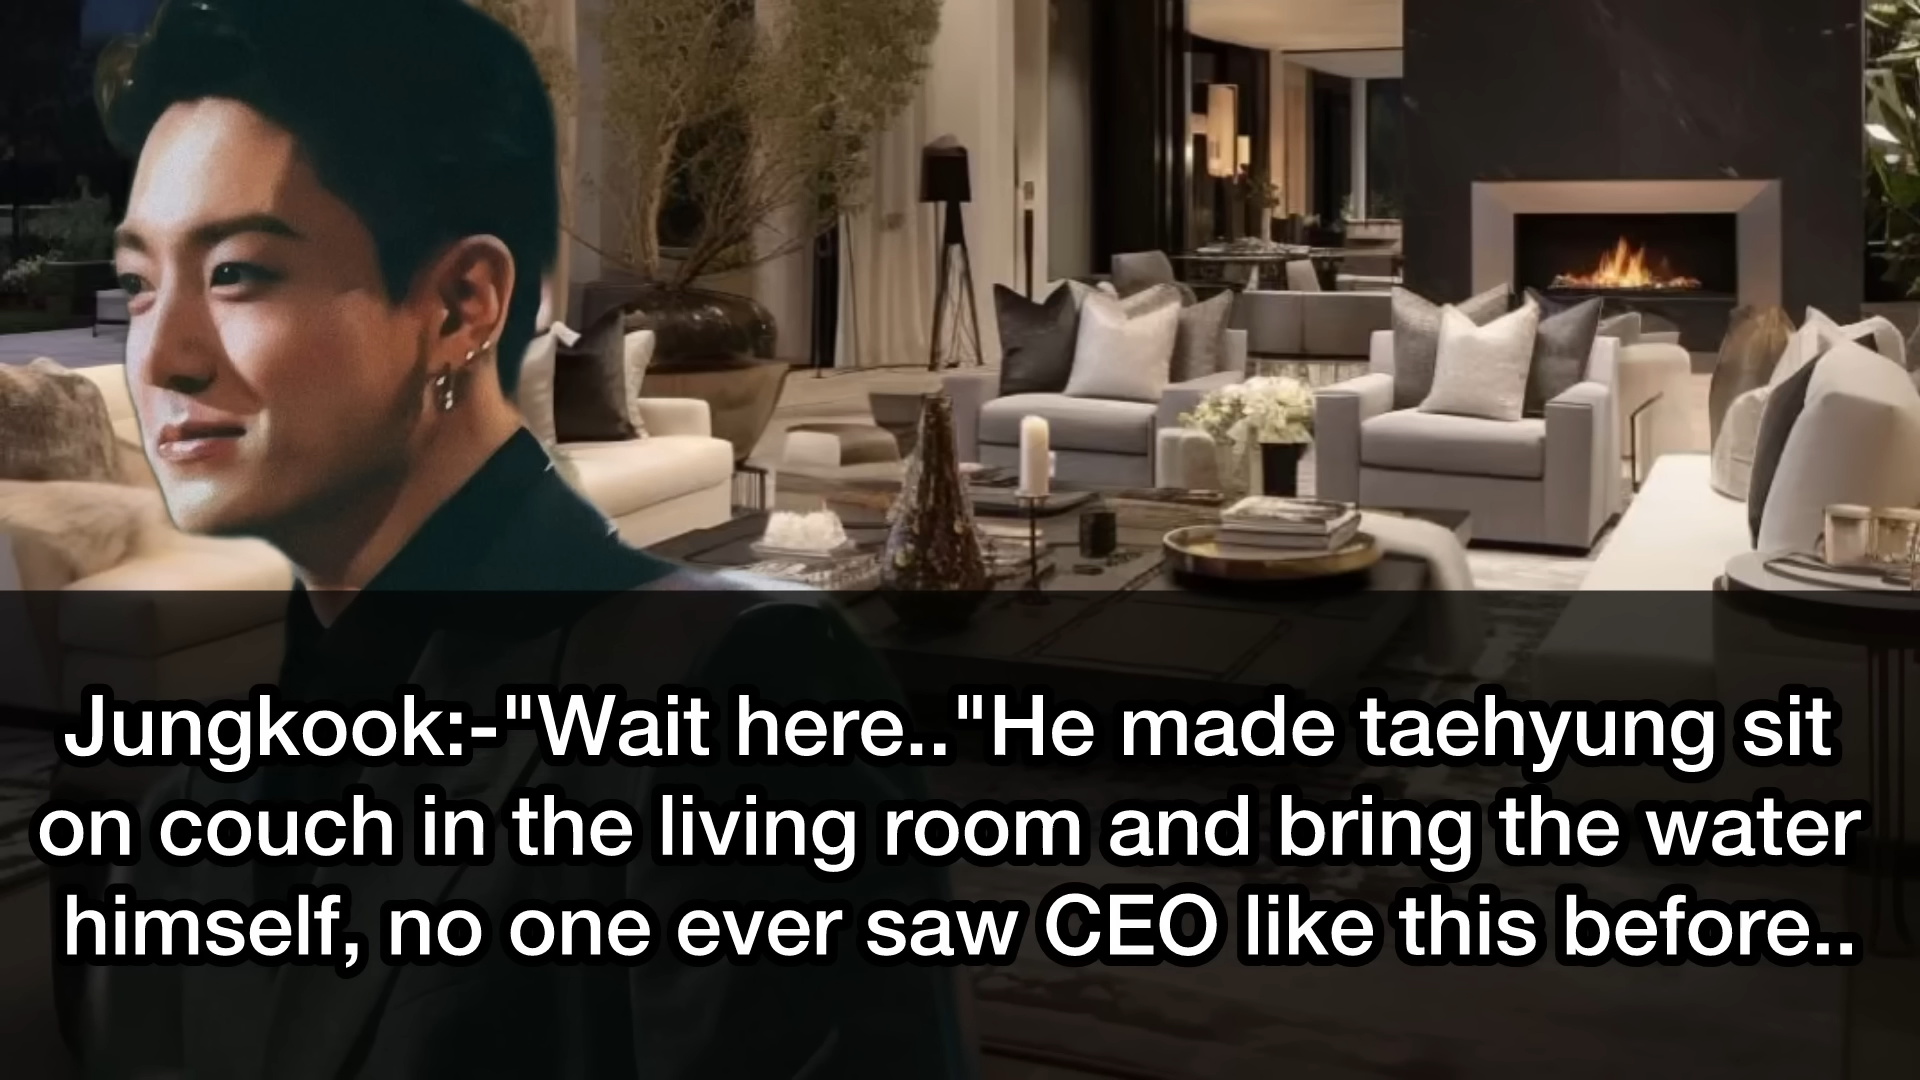 Jungkook:-"Wait here.."He made taehyung sit
on couch in the living room and bring the water
himself, no one ever saw CEO like this before..